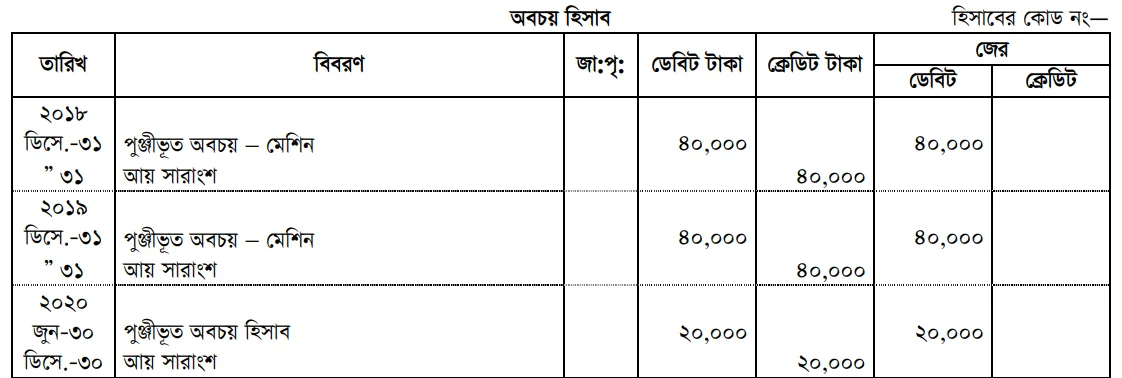 অবচয় হিসাব হিসাবের কোড নং—
তারিখ বিবরণ জা:পৃ: ডেবিট টাকা ক্রেডিট টাকা জের
ডেবিট ক্রেডিট
২০১৮
ডিসে.-৩১ পুঞ্জীভূত অবচয় – মেশিন ৪০,০০০ ৪০,০০০
” ৩১ আয় সারাংশ ৪০,০০০
২০১৯
ডিসে.-৩১ পুঞ্জীভূত অবচয় – মেশিন ৪০,০০০ ৪০,০০০
” ৩১ আয় সারাংশ ৪০,০০০
২০২০
জুন-৩০ পুঞ্জীভূত অবচয় হিসাব ২০,০০০ ২০,০০০
ডিসে.-৩০ আয় সারাংশ ২০,০০০